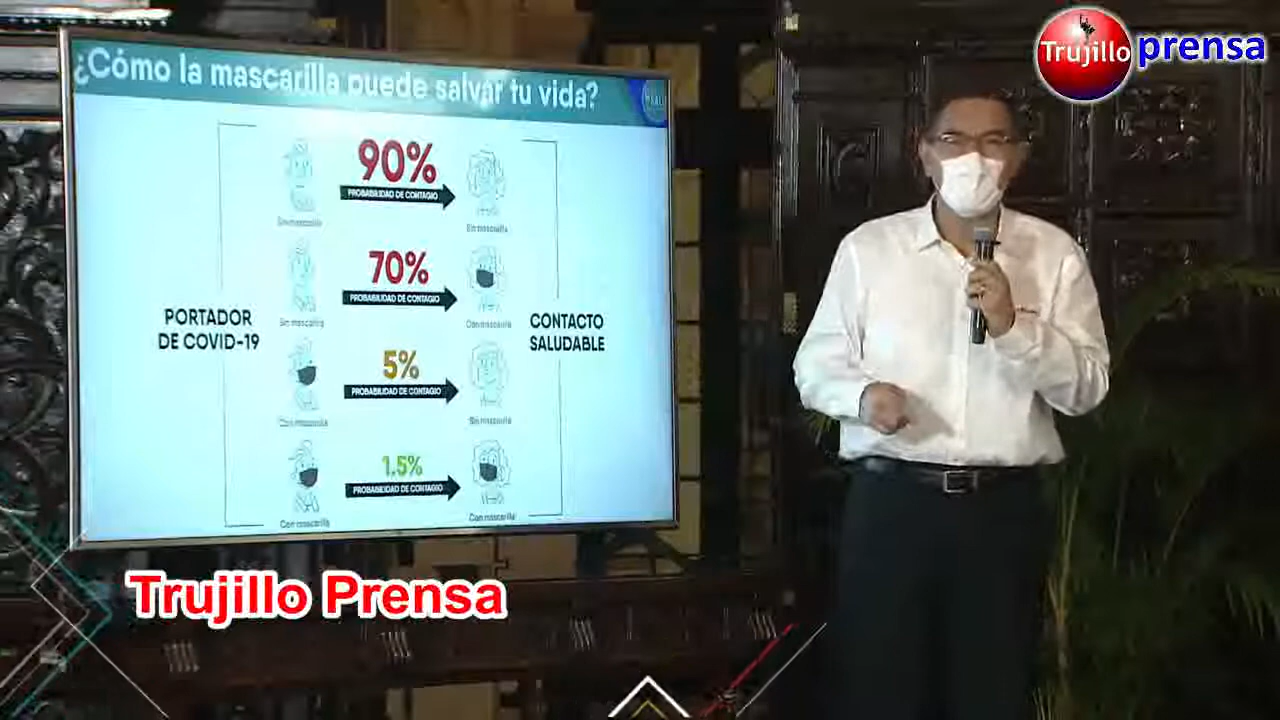 ¿Cómo la mascarilla puede salvar tu vida?
Trujillo prensa
90%
PROBABILIDAD DE CONTAGIO
Sin mascarilla
Sin mascarilla
70%
PROBABILIDAD DE CONTAGIO
Sin mascarilla
Con mascarilla
PORTADOR
DE COVID-19
CONTACTO
SALUDABLE
5%
PROBABILIDAD DE CONTAGIO
Con mascarilla
Sin mascarilla
1.5%
PROBABILIDAD DE CONTAGIO
Con mascarilla
Con mascarilla
Trujillo Prensa